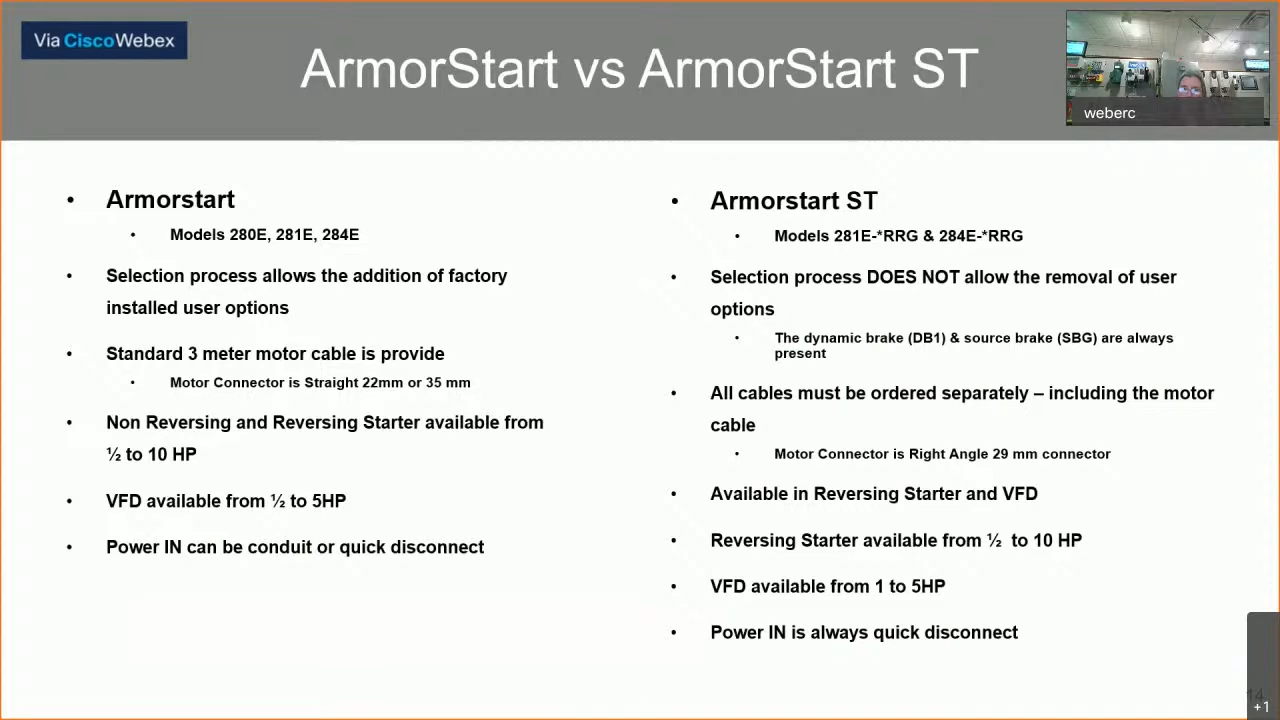 Via CiscoWebex
ArmorStart vs ArmorStart ST
weberc
• Armorstart
• Models 280E, 281E, 284E
• Selection process allows the addition of factory
installed user options
• Standard 3 meter motor cable is provide
• Motor Connector is Straight 22mm or 35 mm
• Non Reversing and Reversing Starter available from
½ to 10 HP
• VFD available from ½ to 5HP
• Power IN can be conduit or quick disconnect
• Armorstart ST
• Models 281E-*RRG & 284E-*RRG
• Selection process DOES NOT allow the removal of user
options
• The dynamic brake (DB1) & source brake (SBG) are always
present
• All cables must be ordered separately – including the motor
cable
• Motor Connector is Right Angle 29 mm connector
• Available in Reversing Starter and VFD
• Reversing Starter available from ½ to 10 HP
• VFD available from 1 to 5HP
• Power IN is always quick disconnect
14
+1